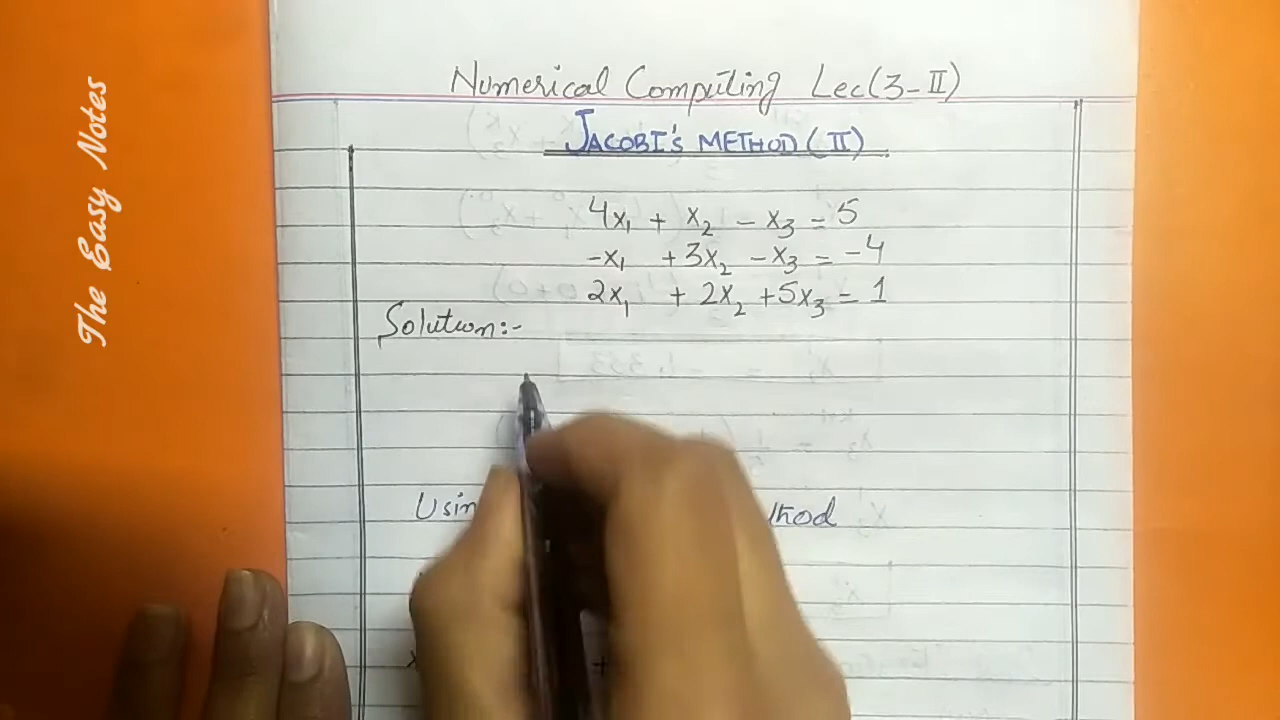 The Easy Notes
Numerical Computing Lec(3-II)
JACOBI'S METHOD (II)
4x₁ + x₂ - x₃ = 5
-x₁ + 3x₂ - x₃ = -4
2x₁ + 2x₂ + 5x₃ = 1
Solution:-